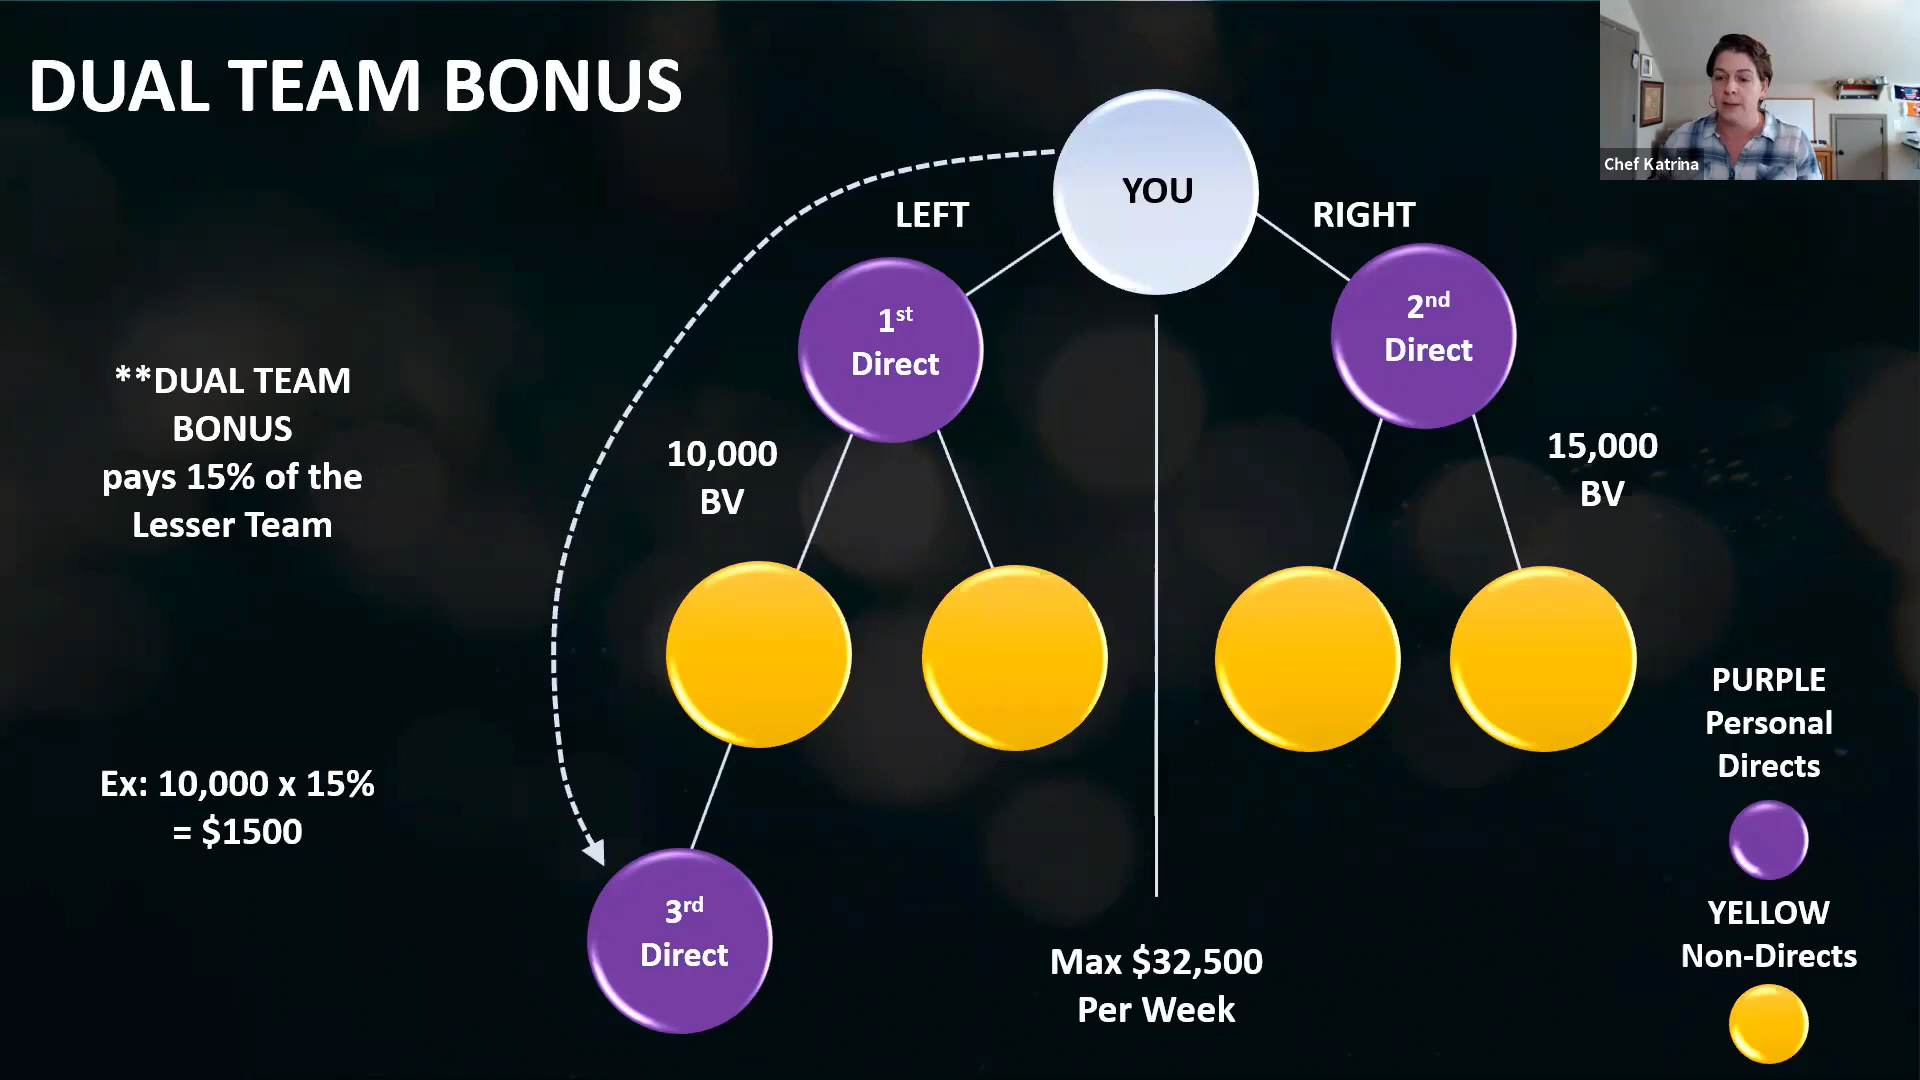 DUAL TEAM BONUS
Chef Katrina
YOU
LEFT
RIGHT
1st
Direct
2nd
Direct
**DUAL TEAM
BONUS
pays 15% of the
Lesser Team
10,000
BV
15,000
BV
PURPLE
Personal
Directs
Ex: 10,000 x 15%
= $1500
3rd
Direct
YELLOW
Non-Directs
Max $32,500
Per Week